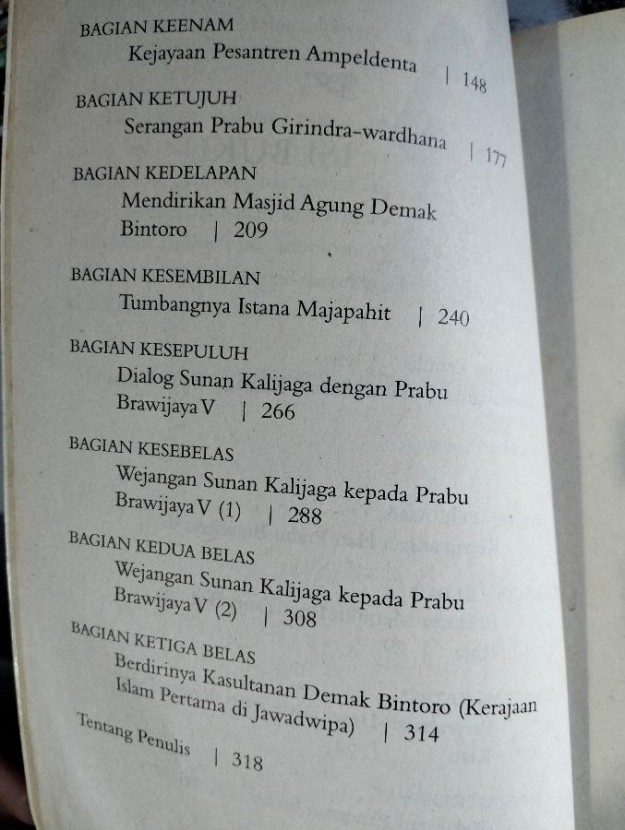 BAGIAN KEENAM
Kejayaan Pesantren Ampeldenta | 148
BAGIAN KETUJUH
Serangan Prabu Girindra-wardhana | 177
BAGIAN KEDELAPAN
Mendirikan Masjid Agung Demak
Bintoro | 209
BAGIAN KESEMBILAN
Tumbangnya Istana Majapahit | 240
BAGIAN KESEPULUH
Dialog Sunan Kalijaga dengan Prabu
Brawijaya V | 266
BAGIAN KESEBELAS
Wejangan Sunan Kalijaga kepada Prabu
Brawijaya V (1) | 288
BAGIAN KEDUA BELAS
Wejangan Sunan Kalijaga kepada Prabu
Brawijaya V (2) | 308
BAGIAN KETIGA BELAS
Berdirinya Kasultanan Demak Bintoro (Kerajaan
Islam Pertama di Jawadwipa) | 314
Tentang Penulis | 318